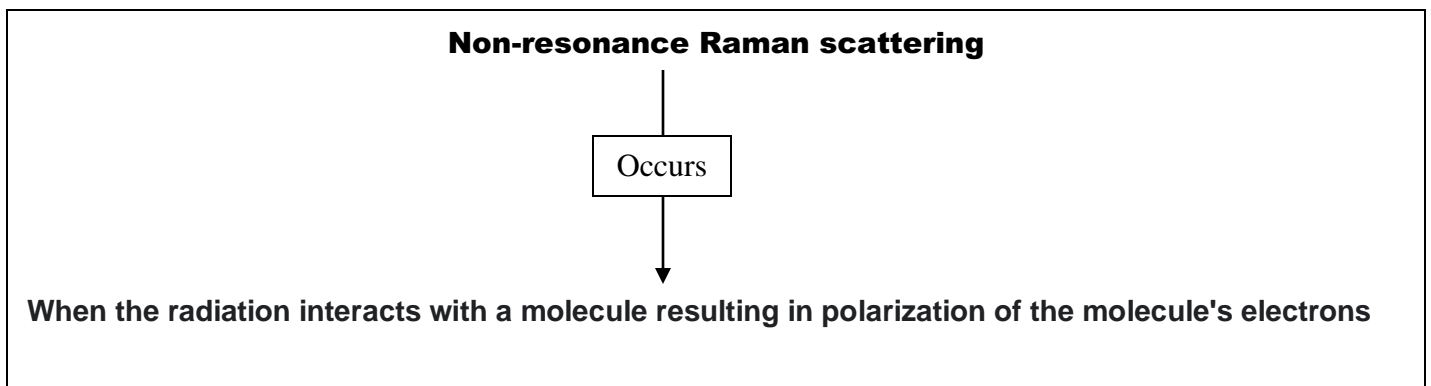 Non-resonance Raman scattering
Occurs
When the radiation interacts with a molecule resulting in polarization of the molecule's electrons